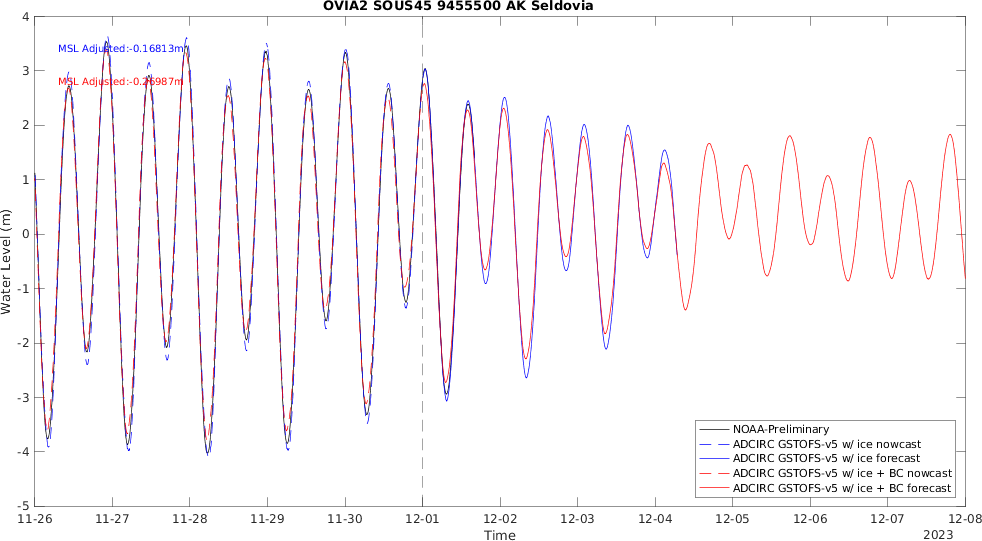 OVIA2 SOUS45 9455500 AK Seldovia
4
3
2
1
0
-1
-2
-3
-4
-5
Water Level (m)
MSL Adjusted:-0.16813m
MSL Adjusted:-0.26987m
NOAA-Preliminary
ADCIRC GSTOFS-v5 w/ ice nowcast
ADCIRC GSTOFS-v5 w/ ice forecast
ADCIRC GSTOFS-v5 w/ ice + BC nowcast
ADCIRC GSTOFS-v5 w/ ice + BC forecast
11-26 11-27 11-28 11-29 11-30 12-01 12-02 12-03 12-04 12-05 12-06 12-07 12-08
Time
2023